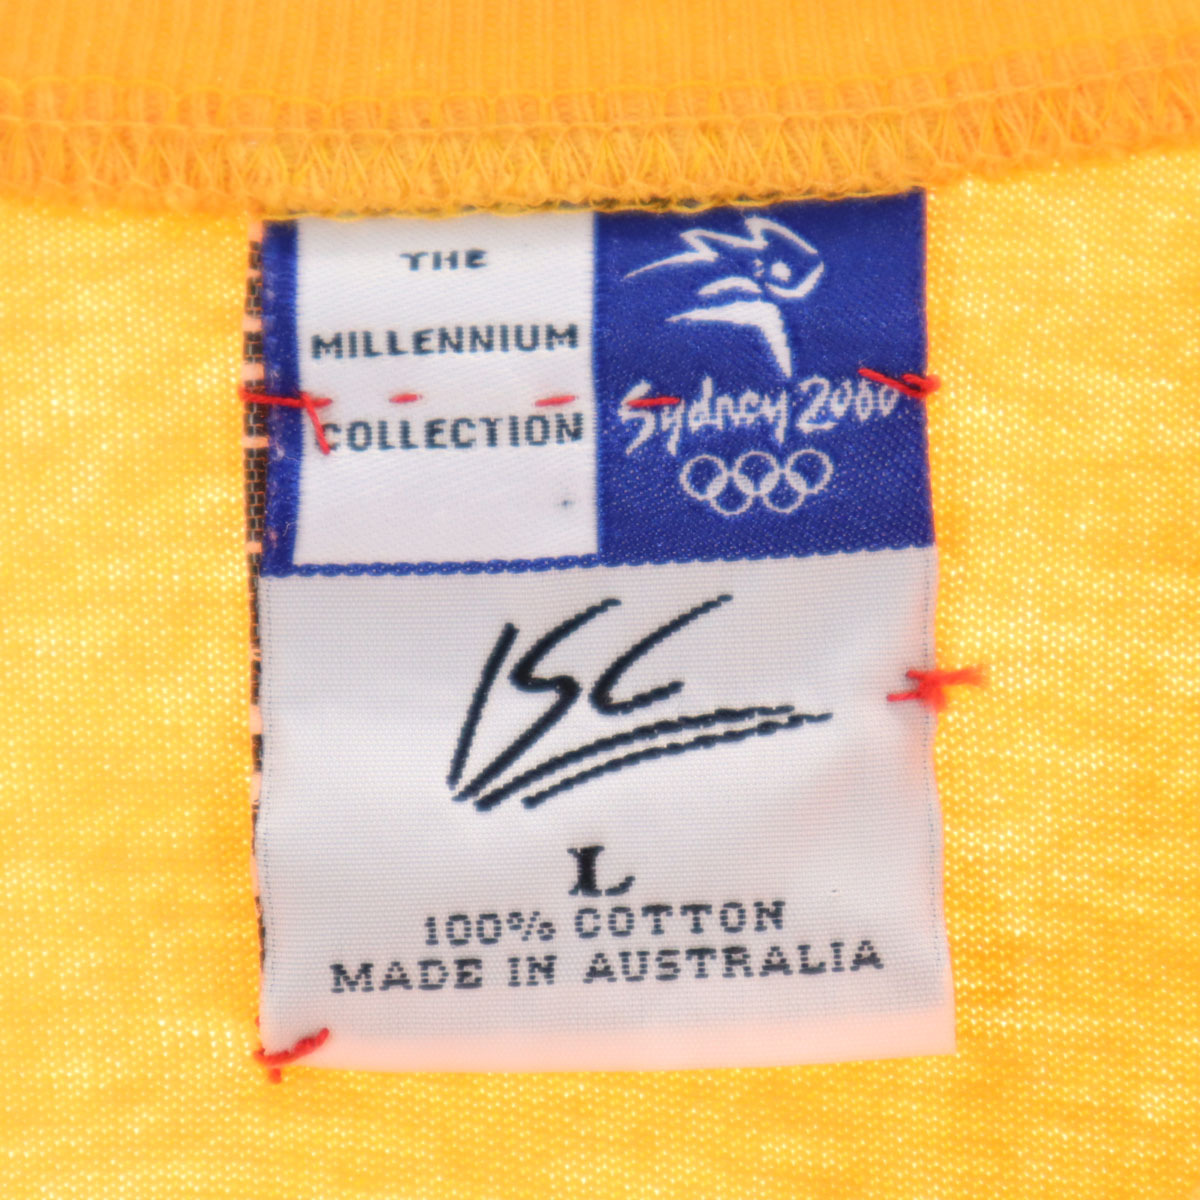 THE
MILLENNIUM
COLLECTION
Sydney 2000
ISC
L
100% COTTON
MADE IN AUSTRALIA